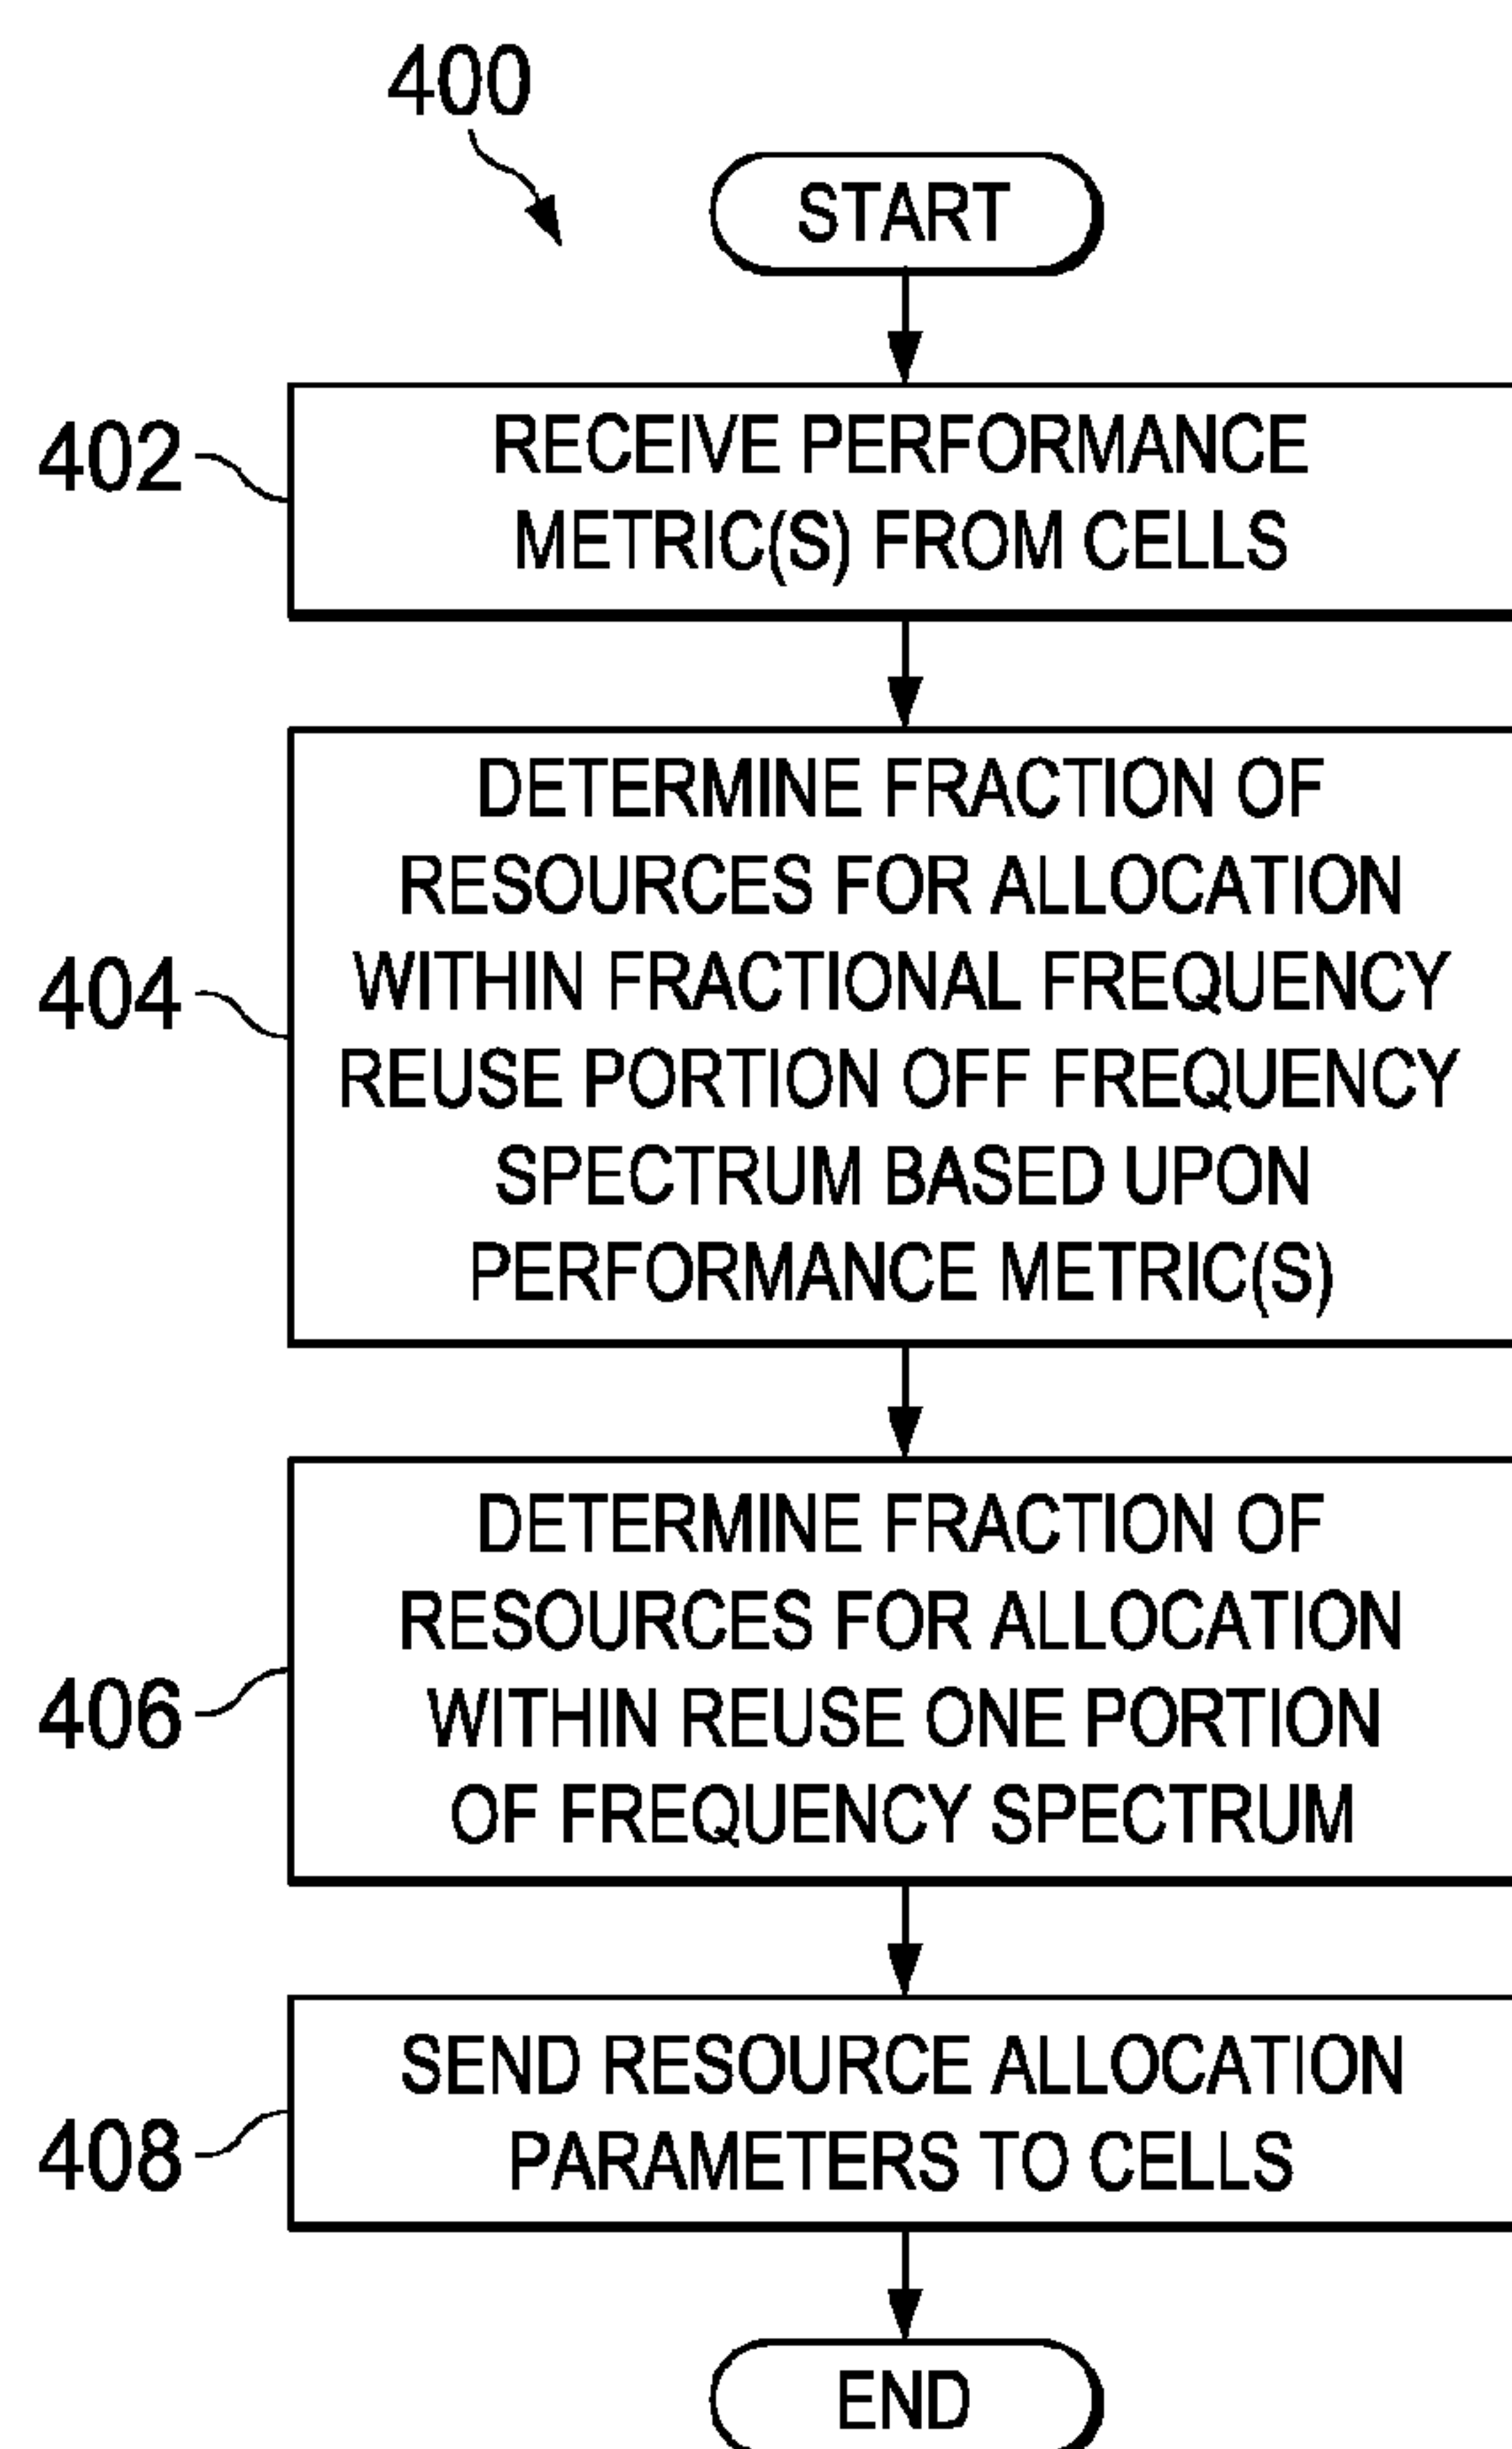 400
START
402
RECEIVE PERFORMANCE
METRIC(S) FROM CELLS
404
DETERMINE FRACTION OF
RESOURCES FOR ALLOCATION
WITHIN FRACTIONAL FREQUENCY
REUSE PORTION OFF FREQUENCY
SPECTRUM BASED UPON
PERFORMANCE METRIC(S)
406
DETERMINE FRACTION OF
RESOURCES FOR ALLOCATION
WITHIN REUSE ONE PORTION
OF FREQUENCY SPECTRUM
408
SEND RESOURCE ALLOCATION
PARAMETERS TO CELLS
END